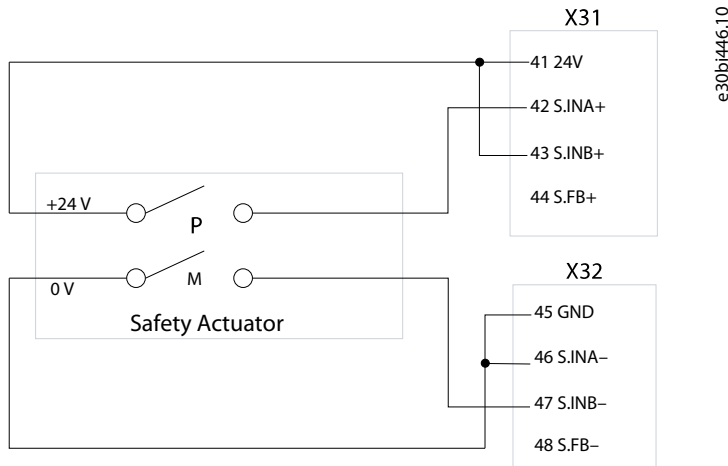 X31
e30bi446.10
41 24V
42 S.INA+
43 S.INB+
44 S.FB+
+24 V
P
M
0 V
Safety Actuator
X32
45 GND
46 S.INA−
47 S.INB−
48 S.FB−